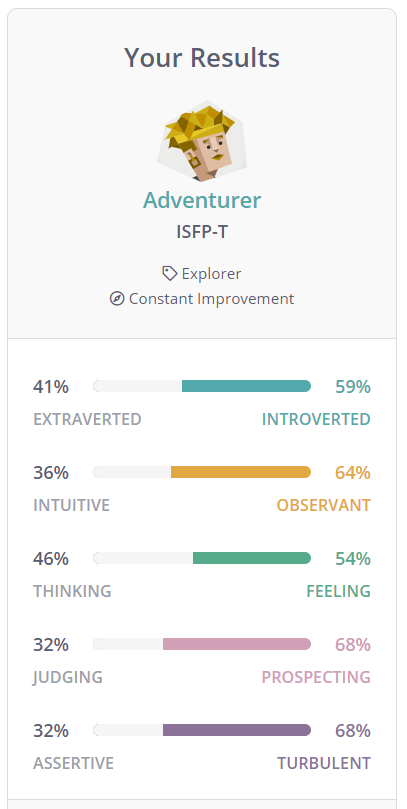 Your Results
Adventurer
ISFP-T
Explorer
Constant Improvement
41% 59%
EXTRAVERTED INTROVERTED
36% 64%
INTUITIVE OBSERVANT
46% 54%
THINKING FEELING
32% 68%
JUDGING PROSPECTING
32% 68%
ASSERTIVE TURBULENT